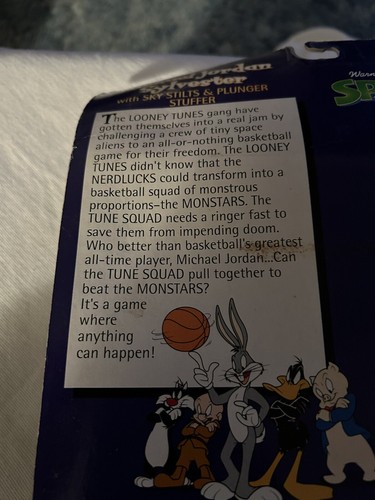 Jordan
Sylvester
with SKY STILTS & PLUNGER
STUFFER
The LOONEY TUNES gang have
gotten themselves into a real jam by
challenging a crew of tiny space
aliens to an all-or-nothing basketball
game for their freedom. The LOONEY
TUNES didn't know that the
NERDLUCKS could transform into a
basketball squad of monstrous
proportions–the MONSTARS. The
TUNE SQUAD needs a ringer fast to
save them from impending doom.
Who better than basketball's greatest
all-time player, Michael Jordan...Can
the TUNE SQUAD pull together to
beat the MONSTARS?
It's a game
where
anything
can happen!